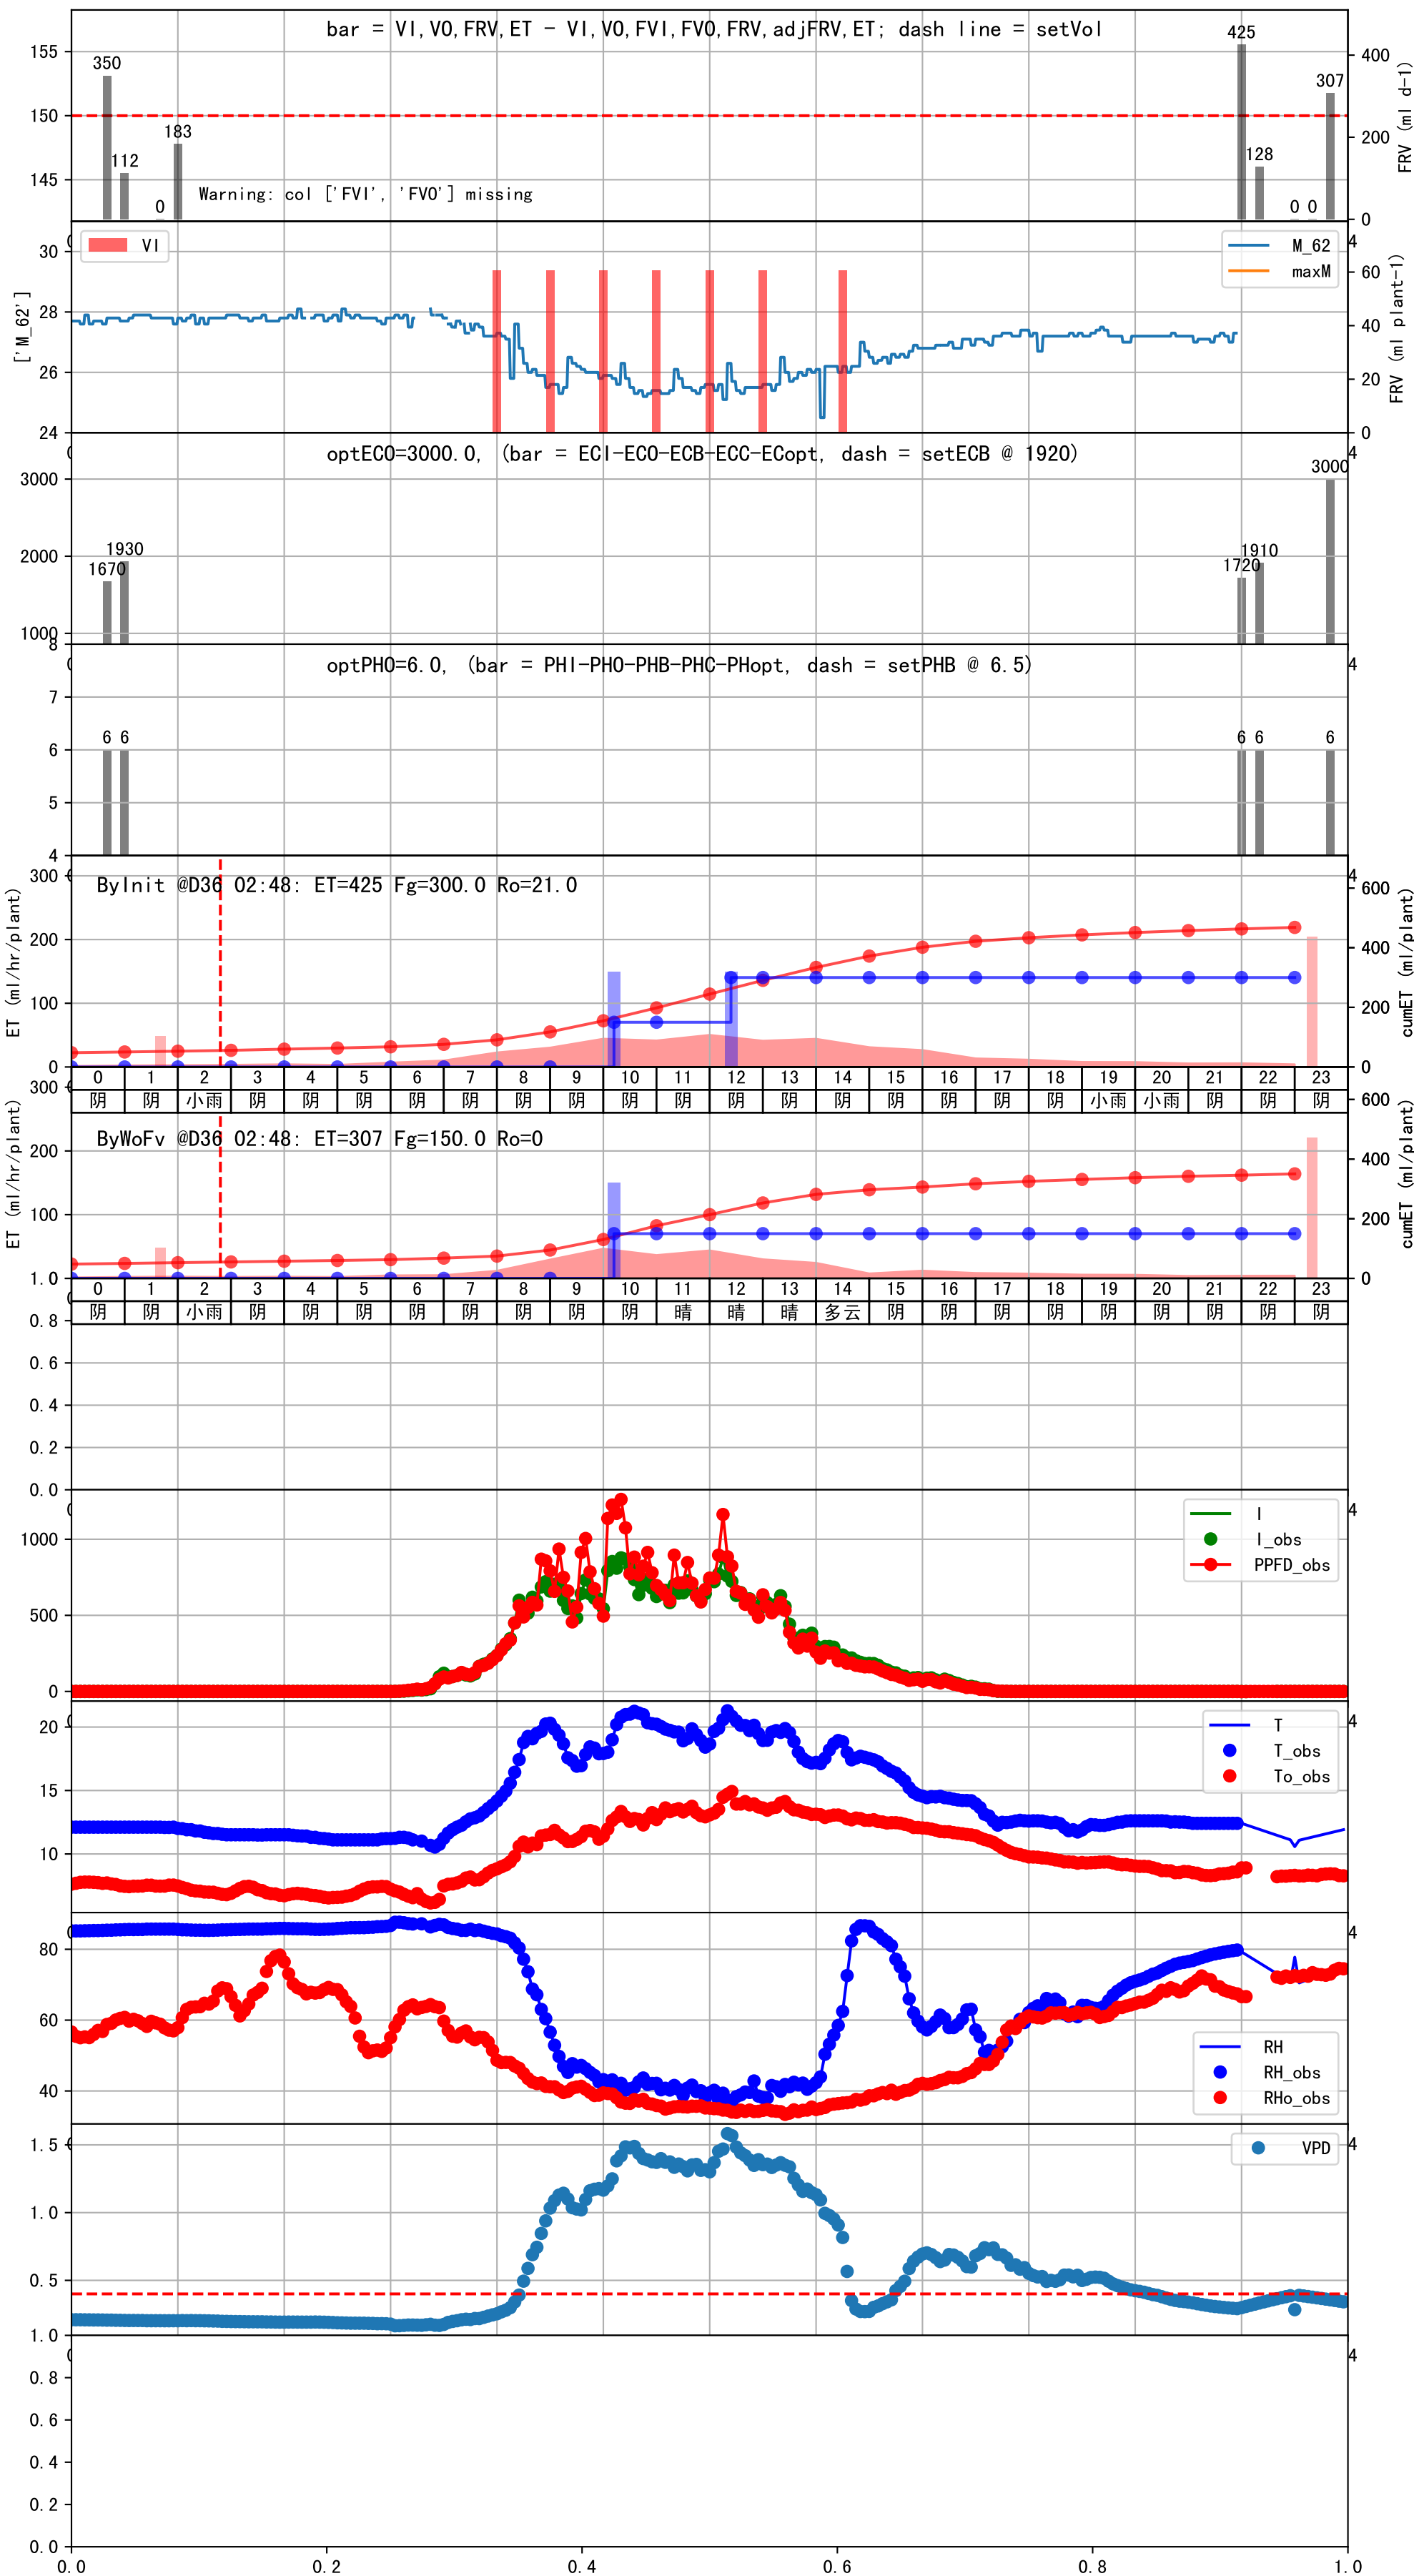 bar = VI,VO,FRV,ET - VI,VO,FVI,FVO,FRV,adjFRV,ET; dash line = setVol
155
150
145
350
112
0
183
Warning: col ['FVI', 'FVO'] missing
425
128
0
0
307
400
200
0
FRV (ml d-1)
['M_62']
30
28
26
24
VI
M_62
maxM
4
60
40
20
0
FRV (ml plant-1)
optECO=3000.0, (bar = ECI-ECO-ECB-ECC-ECopt, dash = setECB @ 1920)
3000
2000
1000
1670
1930
1720
1910
3000
4
optPHO=6.0, (bar = PHI-PHO-PHB-PHC-PHopt, dash = setPHB @ 6.5)
8
7
6
5
4
6
6
6
6
6
4
ByInit @D36 02:48: ET=425 Fg=300.0 Ro=21.0
ET (ml/hr/plant)
300
200
100
0
4
600
400
200
0
cumET (ml/plant)
0 1 2 3 4 5 6 7 8 9 10 11 12 13 14 15 16 17 18 19 20 21 22 23
阴 阴 小雨 阴 阴 阴 阴 阴 阴 阴 阴 阴 阴 阴 阴 阴 阴 阴 阴 小雨 小雨 阴 阴 阴
ByWoFv @D36 02:48: ET=307 Fg=150.0 Ro=0
ET (ml/hr/plant)
300
200
100
600
400
200
0
cumET (ml/plant)
0 1 2 3 4 5 6 7 8 9 10 11 12 13 14 15 16 17 18 19 20 21 22 23
阴 阴 小雨 阴 阴 阴 阴 阴 阴 阴 阴 晴 晴 晴 多云 阴 阴 阴 阴 阴 阴 阴 阴 阴
1.0
0.8
0.6
0.4
0.2
0.0
4
1000
500
0
I
I_obs
PPFD_obs
4
20
15
10
T
T_obs
To_obs
4
80
60
40
RH
RH_obs
RHo_obs
4
1.5
1.0
0.5
VPD
4
1.0
0.8
0.6
0.4
0.2
0.0
0.0 0.2 0.4 0.6 0.8 1.0